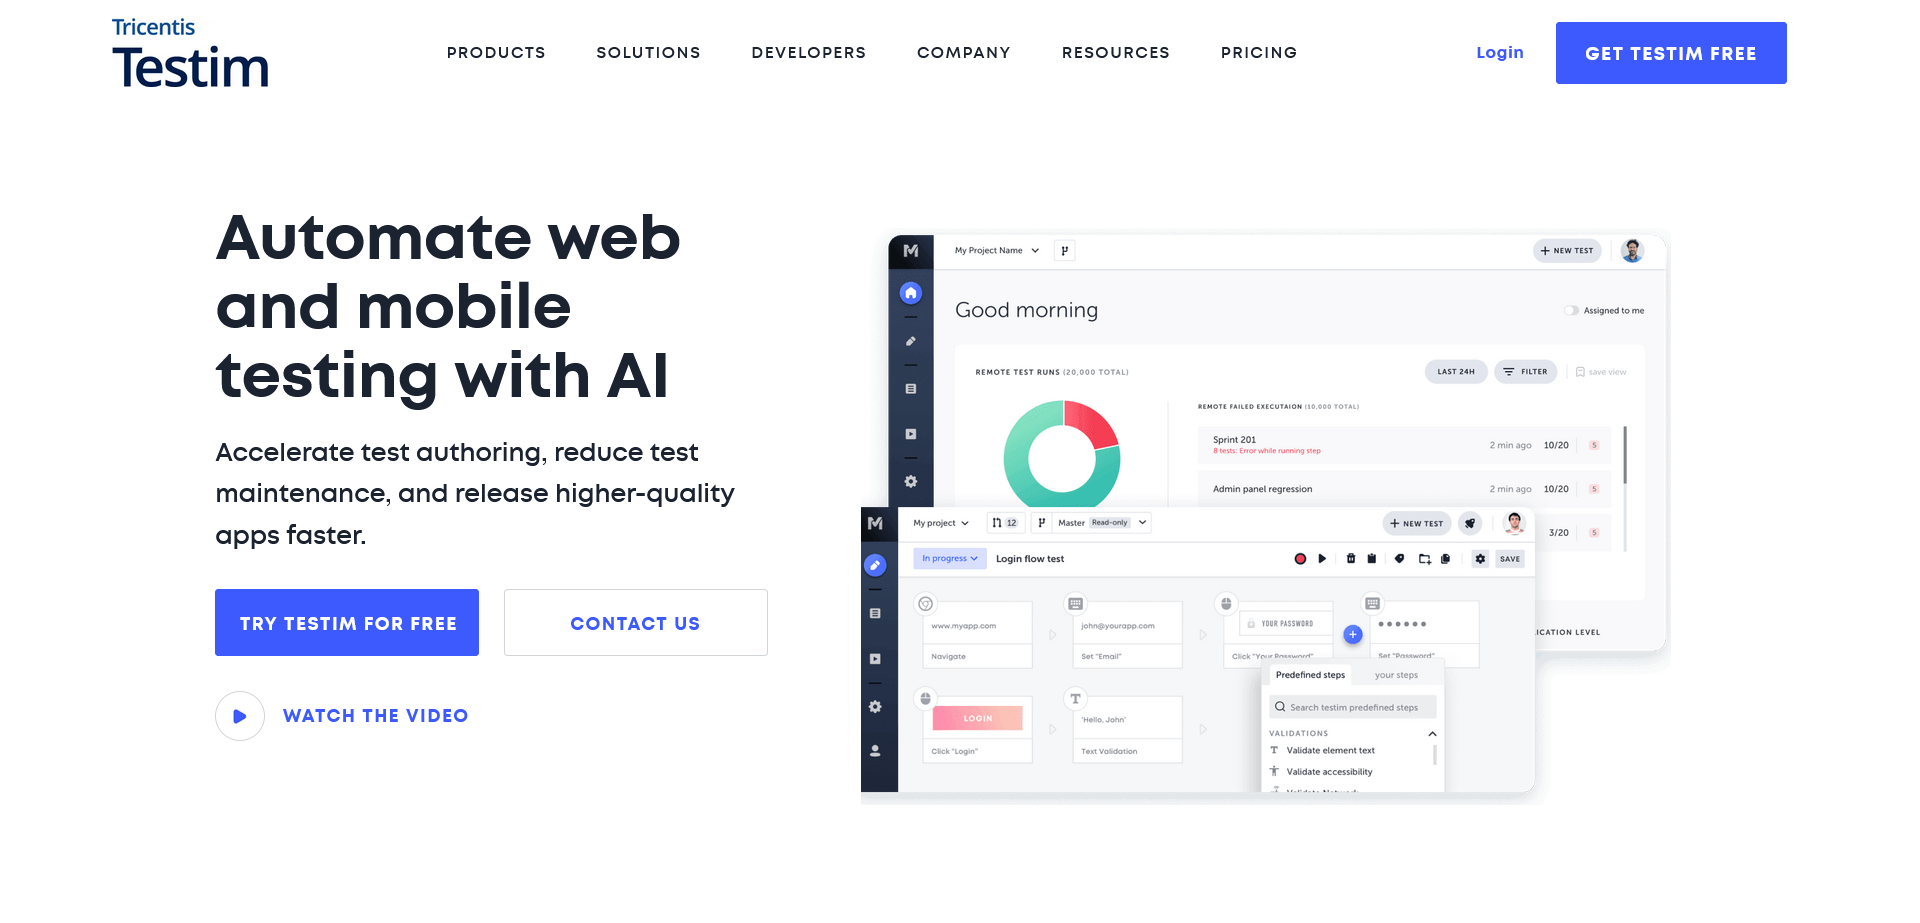 Tricentis
Testim
PRODUCTS
SOLUTIONS
DEVELOPERS
COMPANY
RESOURCES
PRICING
Login
GET TESTIM FREE
Automate web
and mobile
testing with AI
Accelerate test authoring, reduce test
maintenance, and release higher-quality
apps faster.
TRY TESTIM FOR FREE
CONTACT US
WATCH THE VIDEO
My Project Name
NEW TEST
Good morning
Assigned to me
REMOTE TEST RUNS (20,000 TOTAL)
LAST 24H
FILTER
save view
REMOTE FAILED EXECUTAION (10,000 TOTAL)
Sprint 201
8 tests: Error while running step
2 min ago
10/20
5
Admin panel regression
2 min ago
10/20
5
3/20
5
ICATION LEVEL
My project
12
Master
Read-only
NEW TEST
In progress
Login flow test
SAVE
www.myapp.com
Navigate
john@yourapp.com
Set "Email"
YOUR PASSWORD
Click "Your Password"
Set "Password"
LOGIN
Click "Login"
'Hello, John'
Text Validation
Predefined steps
your steps
Search testim predefined steps
VALIDATIONS
Validate element text
Validate accessibility
Validate Network